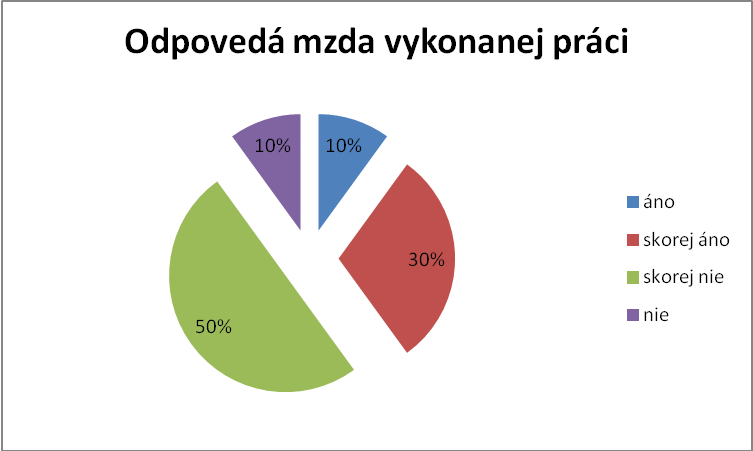 Odpovedá mzda vykonanej práci
10%
10%
30%
50%
áno
skorej áno
skorej nie
nie